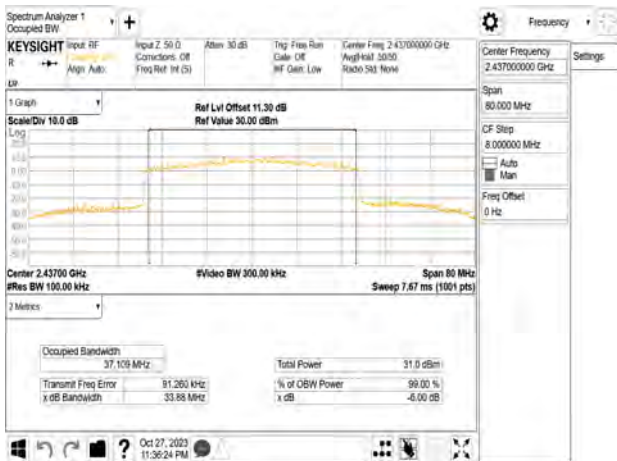 Spectrum Analyzer 1
Occupied BW
+
Frequency
KEYSIGHT
Input: RF
Input Z: 50 Ω
Atten: 30 dB
Trig: Free Run
Center Freq: 2.437000000 GHz
Corrections: Off
Gate: Off
Avg|Hold: 50/50
R
Align: Auto
Freq Ref: Int (S)
#IF Gain: Low
Radio Std: None
Center Frequency
2.437000000 GHz
Settings
Span
80.000 MHz
CF Step
8.000000 MHz
Auto
Man
Freq Offset
0 Hz
1 Graph
Ref Lvl Offset 11.30 dB
Scale/Div 10.0 dB
Ref Value 30.00 dBm
Log
Center 2.43700 GHz
#Video BW 300.00 kHz
Span 80 MHz
#Res BW 100.00 kHz
Sweep 7.67 ms (1001 pts)
2 Metrics
Occupied Bandwidth
37.109 MHz
Total Power
31.0 dBm
Transmit Freq Error
91.260 kHz
% of OBW Power
99.00 %
x dB Bandwidth
33.88 MHz
x dB
-6.00 dB
?
Oct 27, 2023
11:36:24 PM